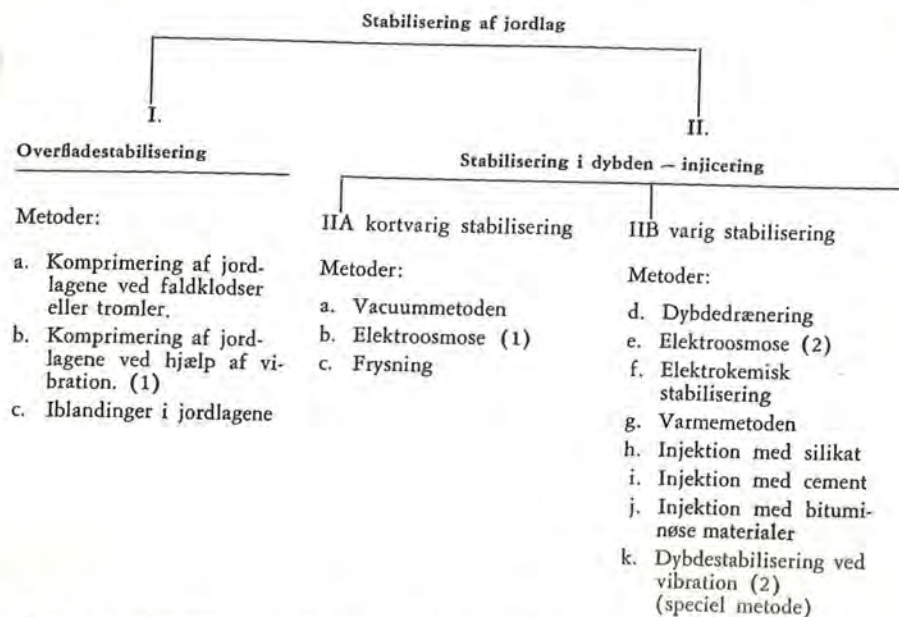 Stabilisering af jordlag
I.
Overfladestabilisering
Metoder:
a. Komprimering af jord-
lagene ved faldklodser
eller tromler.
b. Komprimering af jord-
lagene ved hjælp af vi-
bration. (1)
c. Iblandinger i jordlagene
II.
Stabilisering i dybden — injicering
IIA kortvarig stabilisering
Metoder:
a. Vacuummetoden
b. Elektroosmose (1)
c. Frysning
IIB varig stabilisering
Metoder:
d. Dybdedrænering
e. Elektroosmose (2)
f. Elektrokemisk
stabilisering
g. Varmemetoden
h. Injektion med silikat
i. Injektion med cement
j. Injektion med bitumi-
nøse materialer
k. Dybdestabilisering ved
vibration (2)
(speciel metode)